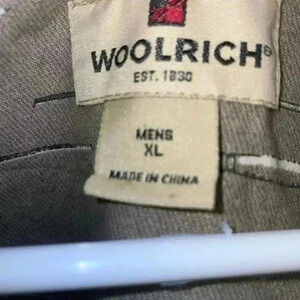 WOOLRICH®
EST. 1830
MENS
XL
MADE IN CHINA